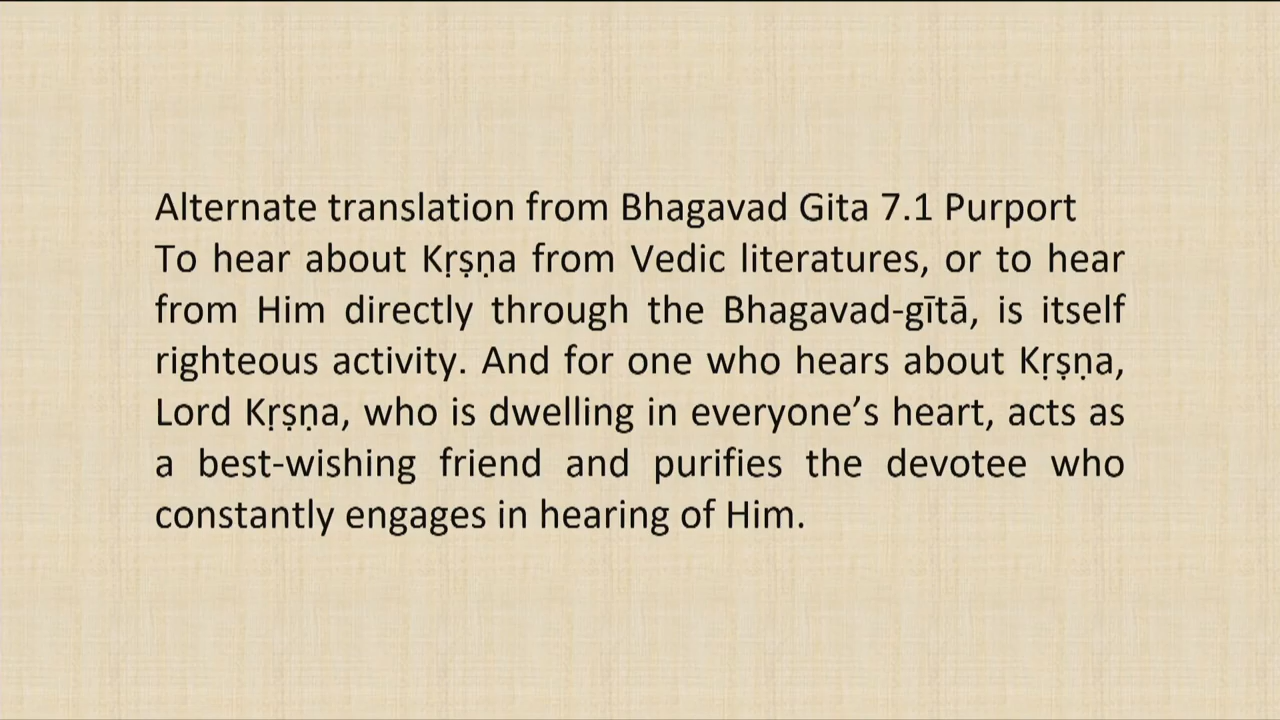 Alternate translation from Bhagavad Gita 7.1 Purport
To hear about Kṛṣṇa from Vedic literatures, or to hear
from Him directly through the Bhagavad-gītā, is itself
righteous activity. And for one who hears about Kṛṣṇa,
Lord Kṛṣṇa, who is dwelling in everyone’s heart, acts as
a best-wishing friend and purifies the devotee who
constantly engages in hearing of Him.